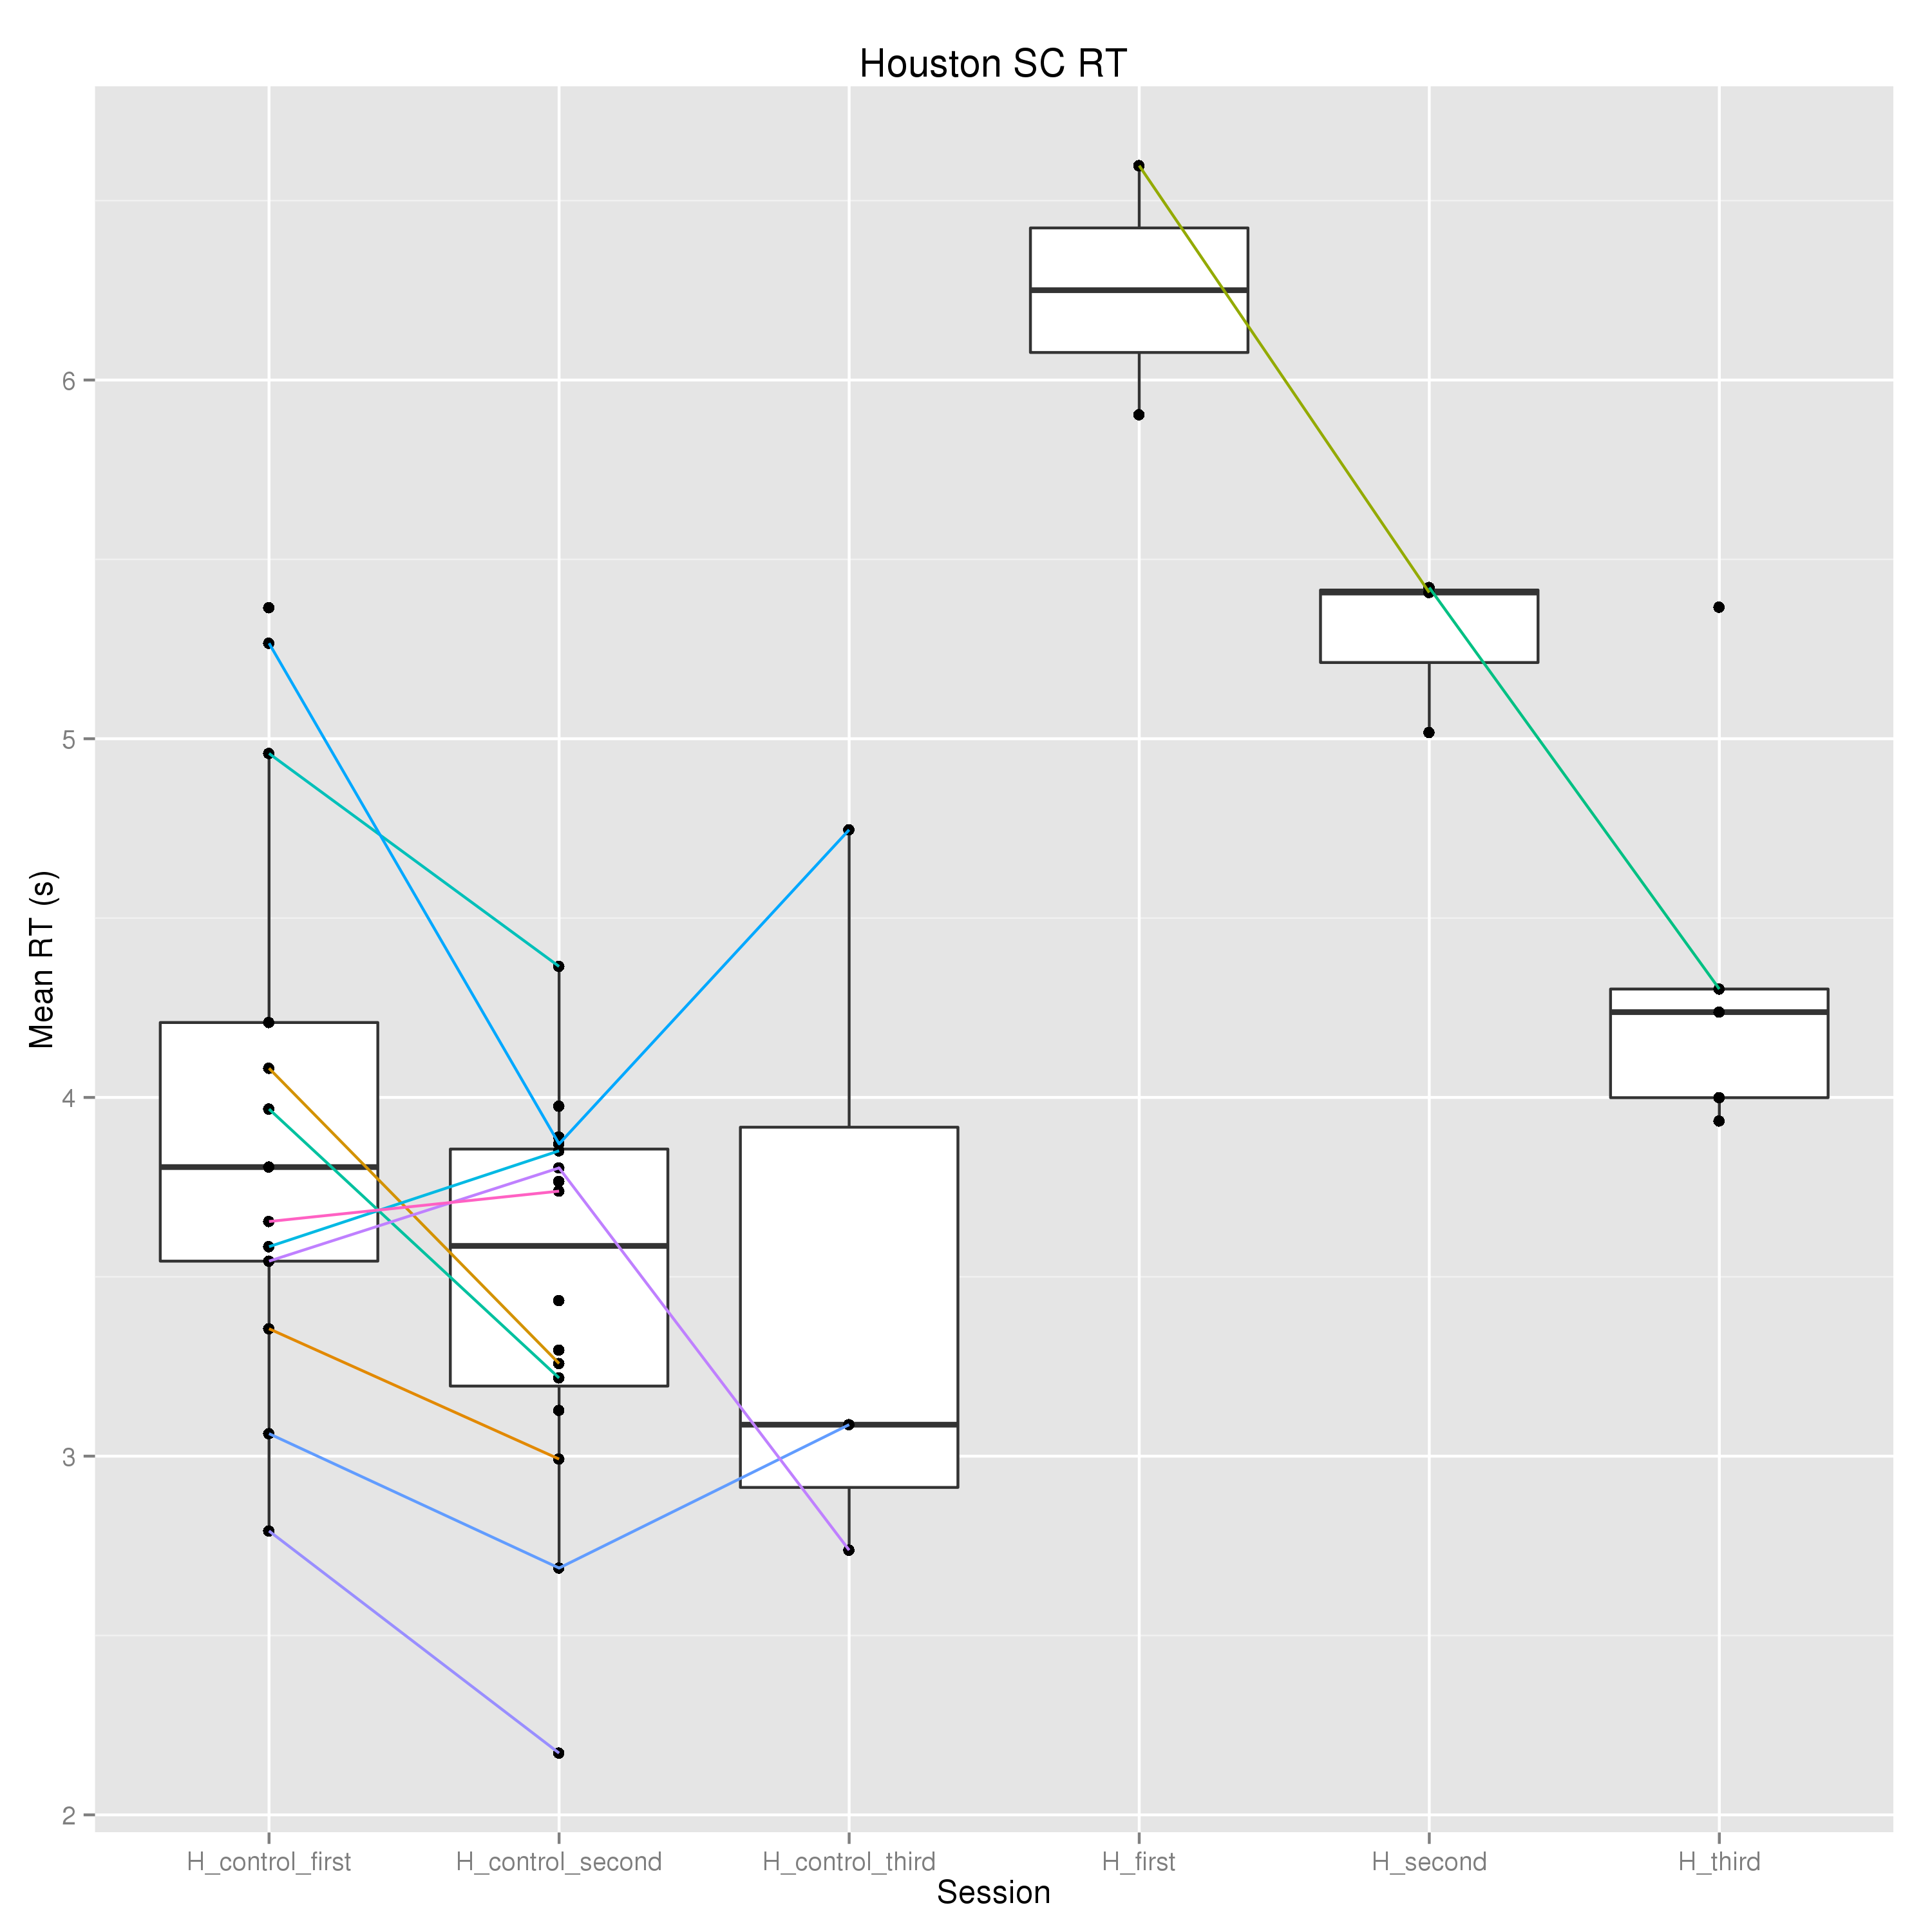 Houston SC RT
Mean RT (s)
6
5
4
3
2
H_control_first H_control_second H_control_third H_first H_second H_third
Session